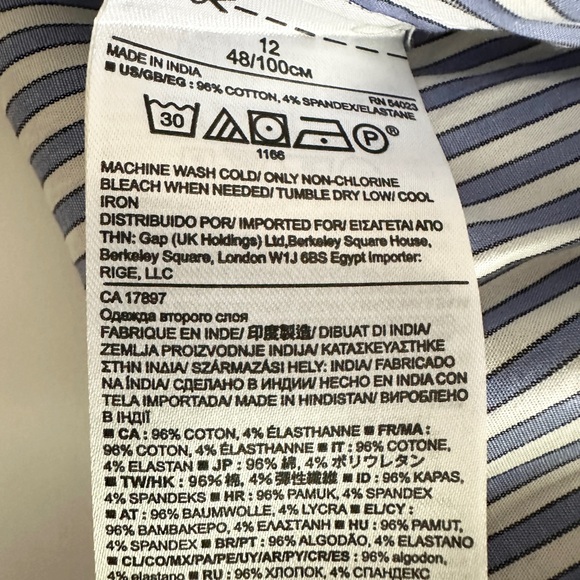 12
48/100CM
MADE IN INDIA
RN 54023
■ US/GB/EG : 96% COTTON, 4% SPANDEX/ELASTANE
30
P®
1166
MACHINE WASH COLD/ ONLY NON-CHLORINE
BLEACH WHEN NEEDED/ TUMBLE DRY LOW/ COOL
IRON
DISTRIBUIDO POR/ IMPORTED FOR/ ΕΙΣΑΓΕΤΑΙ ΑΠΟ
ΤΗΝ: Gap (UK Holdings) Ltd,Berkeley Square House,
Berkeley Square, London W1J 6BS Egypt Importer:
RIGE, LLC
CA 17897
Одежда второго слоя
FABRIQUE EN INDE/ 印度製造/ DIBUAT DI INDIA/
ZEMLJA PROIZVODNJE INDIJA/ ΚΑΤΑΣΚΕΥΑΣΤΗΚΕ
ΣΤΗΝ ΙΝΔΙΑ/ SZÁRMAZÁSI HELY: INDIA/ FABRICADO
NA ÍNDIA/ СДЕЛАНО В ИНДИИ/ HECHO EN INDIA CON
TELA IMPORTADA/ MADE IN HINDISTAN/ ВИРОБЛЕНО
В ІНДІЇ
■ CA : 96% COTON, 4% ÉLASTHANNE ■ FR/MA :
96% COTON, 4% ÉLASTHANNE ■ IT : 96% COTONE,
4% ELASTAN ■ JP : 96% 綿, 4% ポリウレタン
■ TW/HK : 96% 棉, 4% 彈性纖維 ■ ID : 96% KAPAS,
4% SPANDEKS ■ HR : 96% PAMUK, 4% SPANDEX
■ AT : 96% BAUMWOLLE, 4% LYCRA ■ EL/CY :
96% ΒΑΜΒΑΚΕΡΟ, 4% ΕΛΑΣΤΑΝΗ ■ HU : 96% PAMUT,
4% SPANDEX ■ BR/PT : 96% ALGODÃO, 4% ELASTANO
■ CL/CO/MX/PA/PE/UY/AR/PY/CR/ES : 96% algodon,
4% elastano ■ RU : 96% ХЛОПОК, 4% СПАНДЕКС